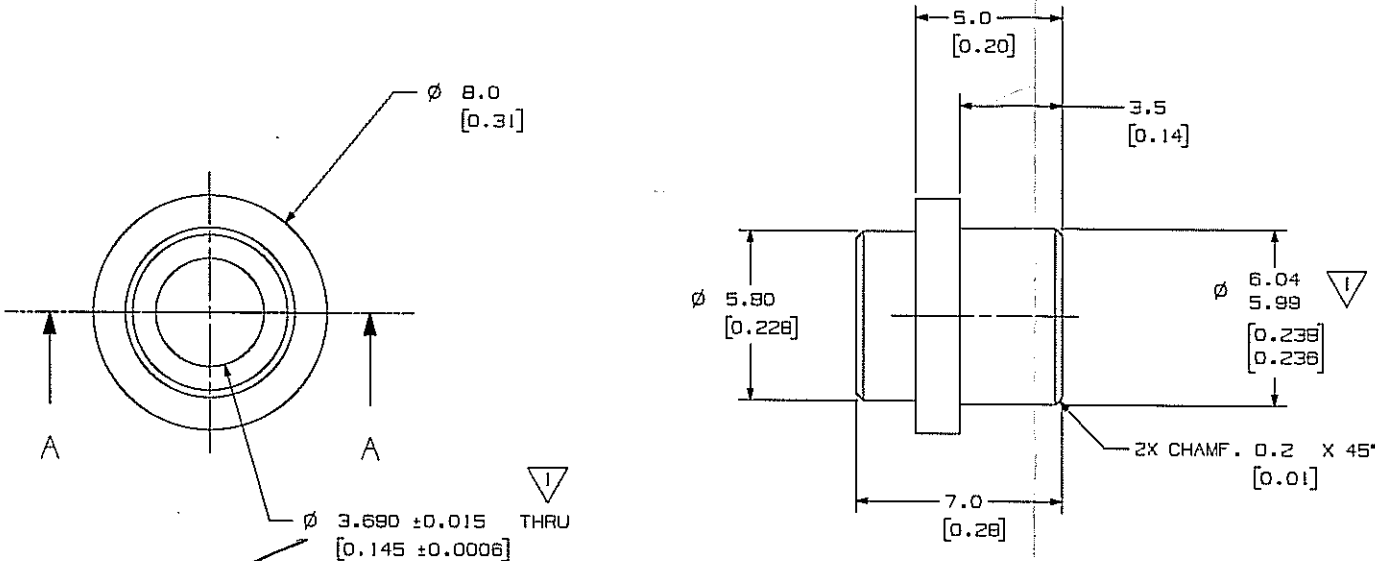 Ø 8.0
[0.31]
A
A
1
Ø 3.690 ±0.015 THRU
[0.145 ±0.0006]
5.0
[0.20]
3.5
[0.14]
Ø 5.80
[0.228]
Ø 6.04
5.99
1
[0.238]
[0.236]
2X CHAMF. 0.2 X 45°
[0.01]
7.0
[0.28]